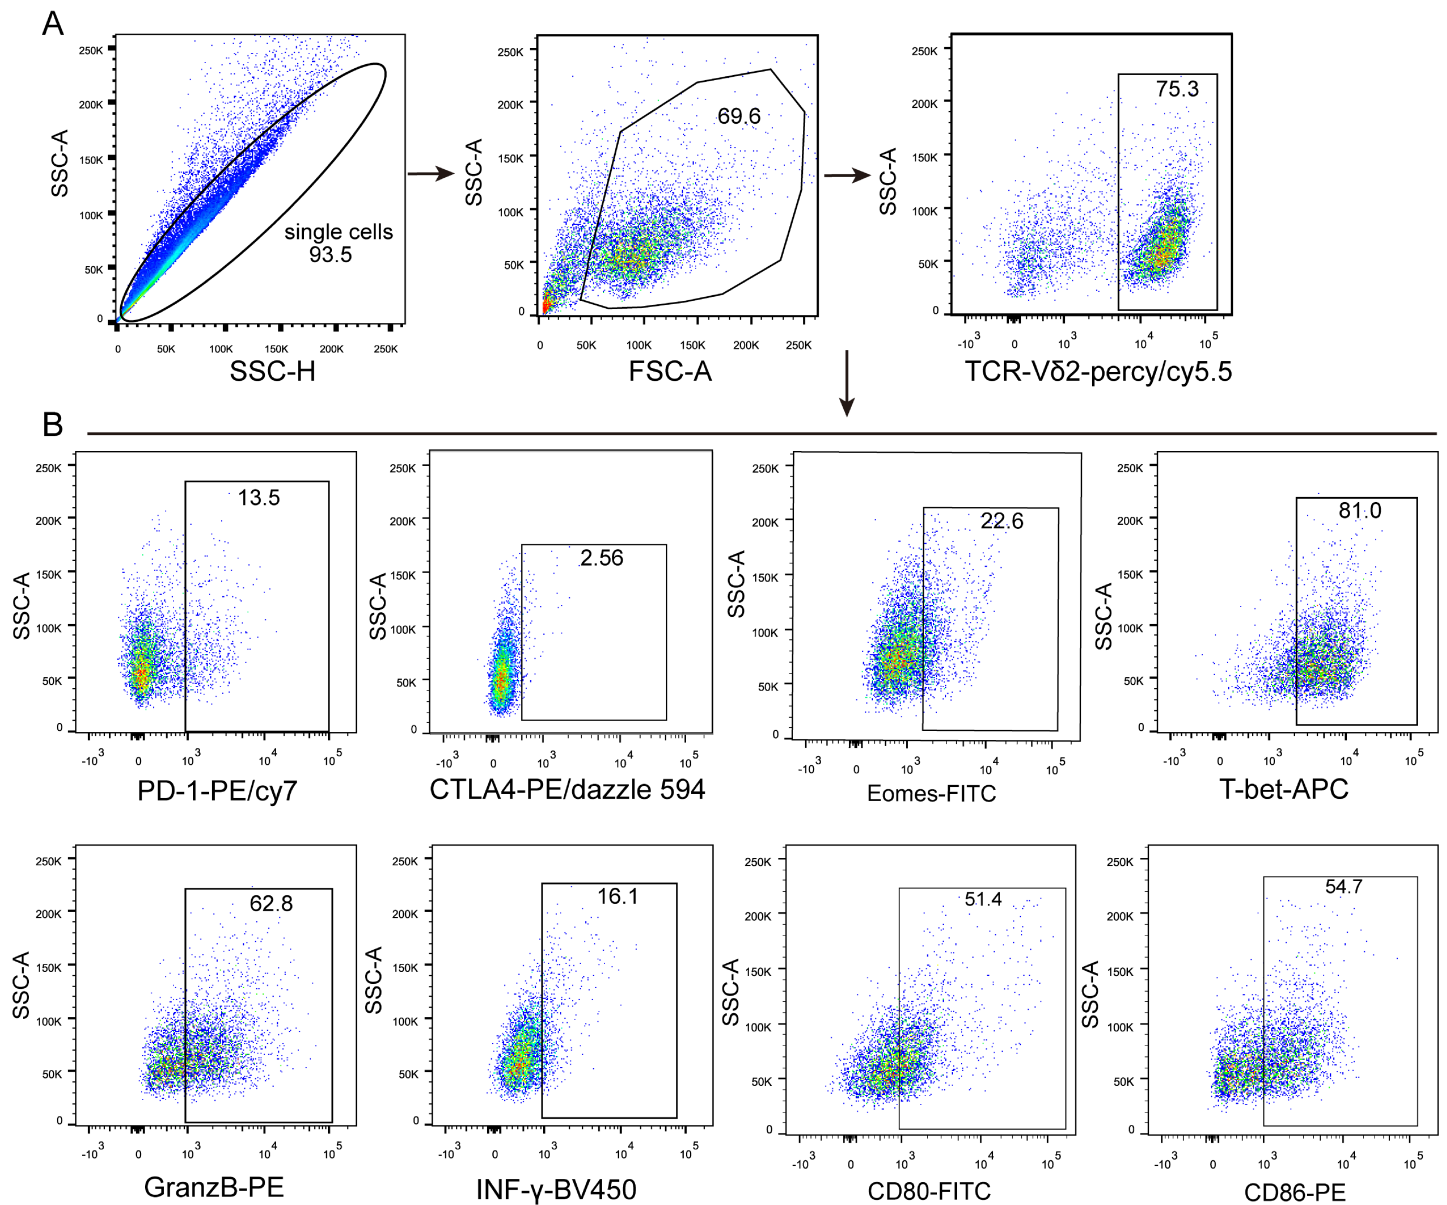 A
250K
200K
150K
100K
50K
0
SSC-A
single cells
93.5
0 50K 100K 150K 200K 250K
SSC-H
250K
200K
150K
100K
50K
0
SSC-A
69.6
0 50K 100K 150K 200K 250K
FSC-A
250K
200K
150K
100K
50K
0
SSC-A
75.3
-10³ 0 10³ 10⁴ 10⁵
TCR-Vδ2-percy/cy5.5
B
250K
200K
150K
100K
50K
0
SSC-A
13.5
-10³ 0 10³ 10⁴ 10⁵
PD-1-PE/cy7
250K
200K
150K
100K
50K
0
SSC-A
2.56
-10³ 0 10³ 10⁴ 10⁵
CTLA4-PE/dazzle 594
250K
200K
150K
100K
50K
0
SSC-A
22.6
-10³ 0 10³ 10⁴ 10⁵
Eomes-FITC
250K
200K
150K
100K
50K
0
SSC-A
81.0
-10³ 0 10³ 10⁴ 10⁵
T-bet-APC
250K
200K
150K
100K
50K
0
SSC-A
62.8
-10³ 0 10³ 10⁴ 10⁵
GranzB-PE
250K
200K
150K
100K
50K
0
SSC-A
16.1
-10³ 0 10³ 10⁴ 10⁵
INF-γ-BV450
250K
200K
150K
100K
50K
0
SSC-A
51.4
-10³ 0 10³ 10⁴ 10⁵
CD80-FITC
250K
200K
150K
100K
50K
0
SSC-A
54.7
-10³ 0 10³ 10⁴ 10⁵
CD86-PE